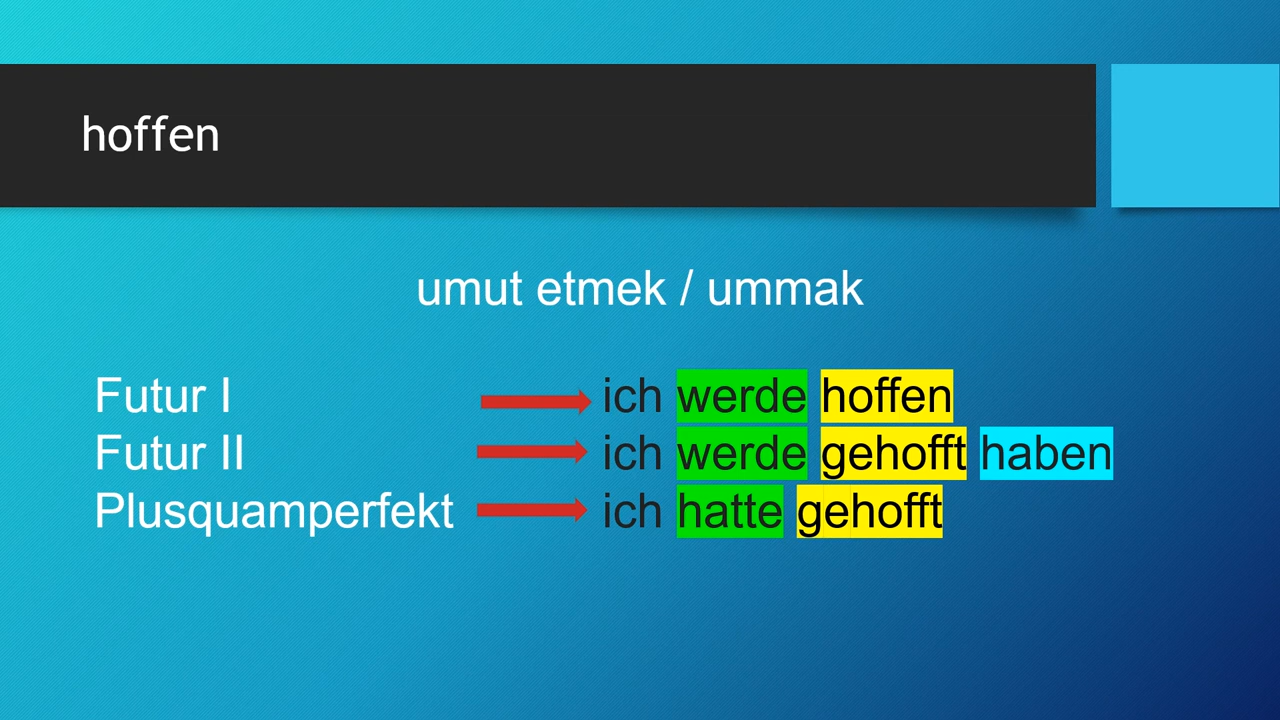 hoffen
umut etmek / ummak
Futur I ich werde hoffen
Futur II ich werde gehofft haben
Plusquamperfekt ich hatte gehofft